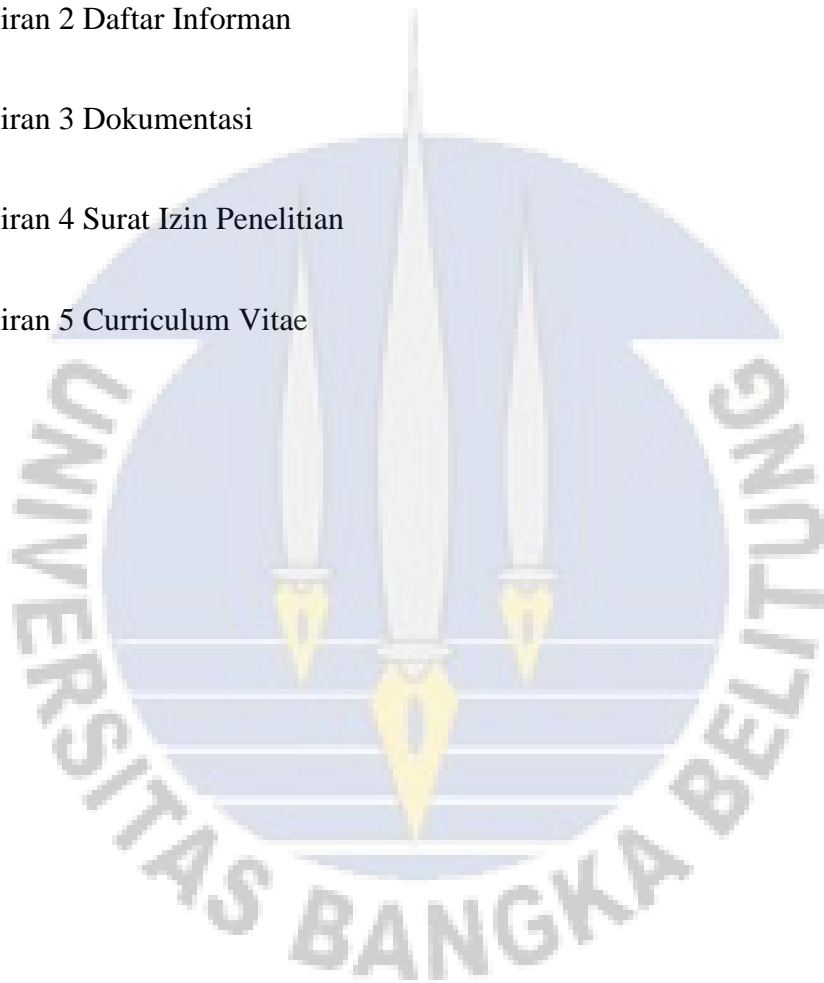 iran 2 Daftar Informan
iran 3 Dokumentasi
iran 4 Surat Izin Penelitian
iran 5 Curriculum Vitae
UNIVERSITAS BANGKA BELITUNG